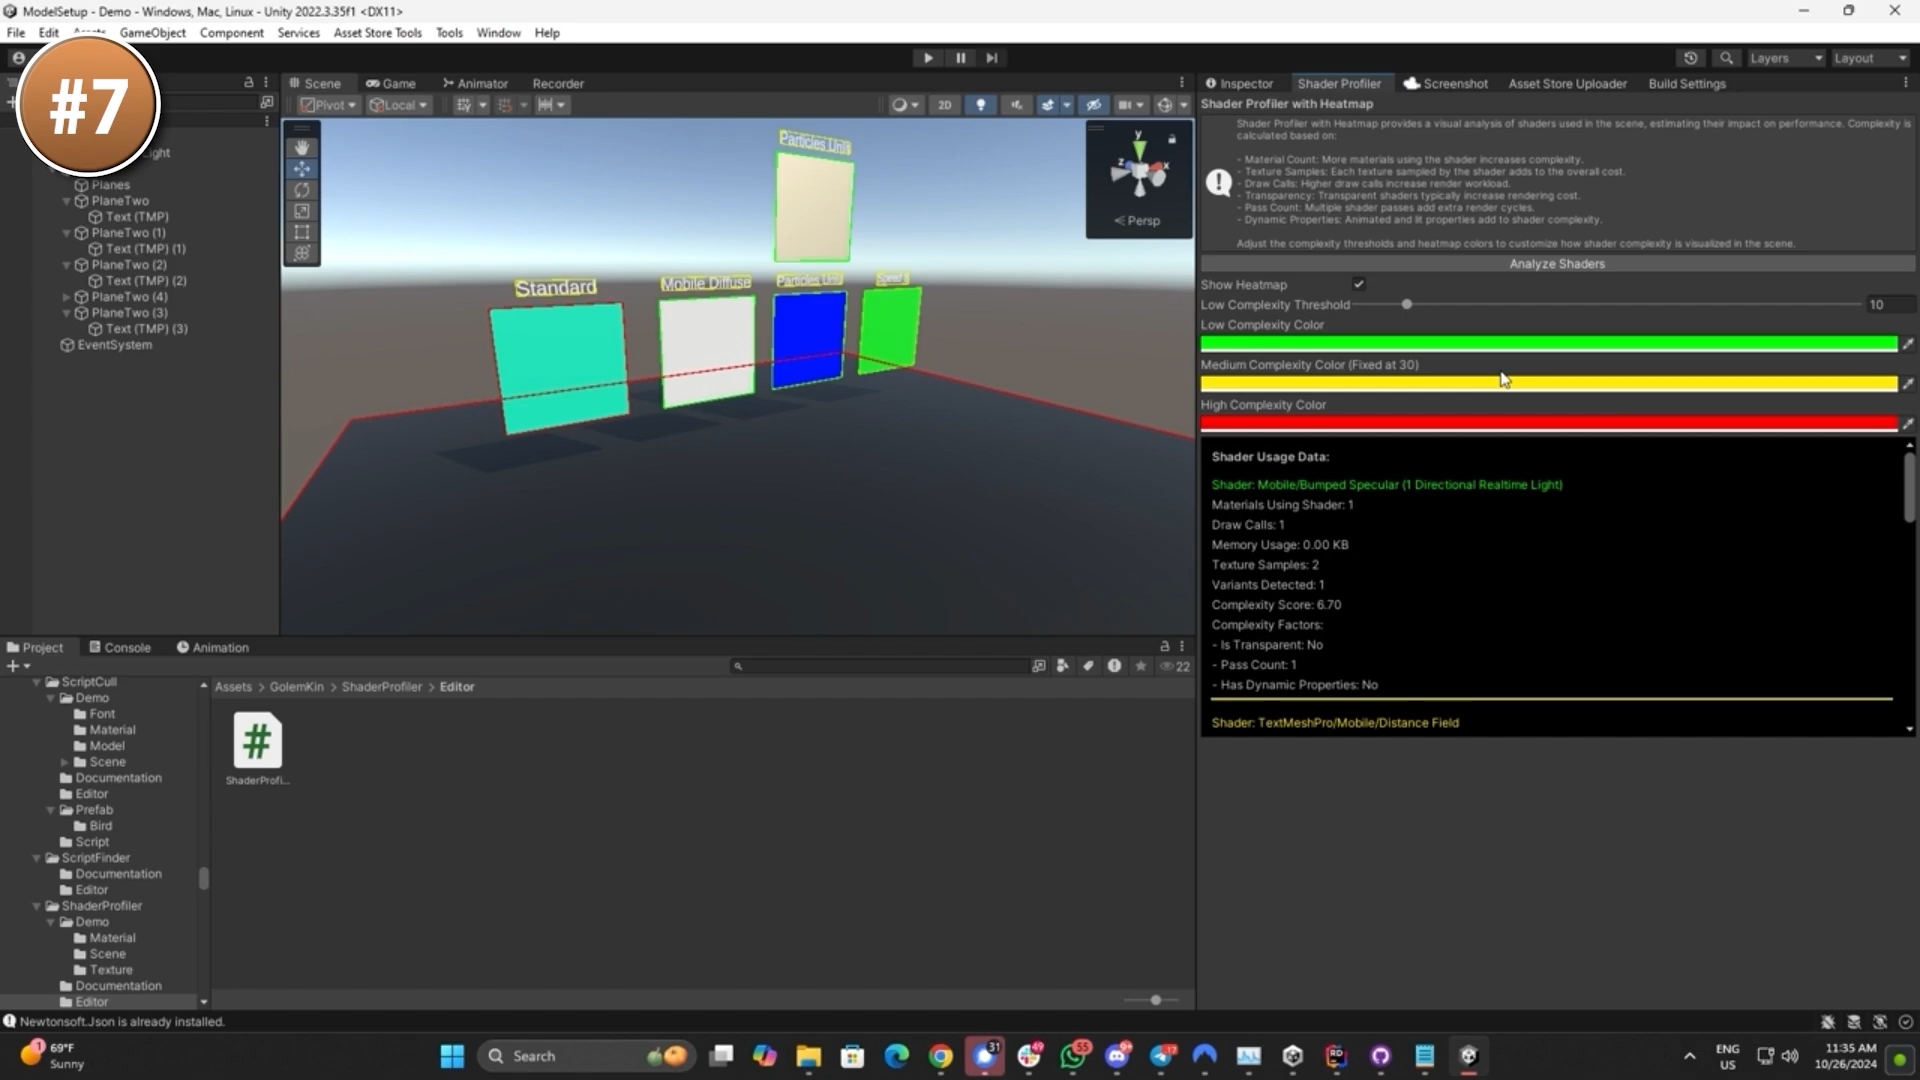 ModelSetup - Demo - Windows, Mac, Linux - Unity 2022.3.35f1 <DX11>
File Edit Assets GameObject Component Services Asset Store Tools Tools Window Help
#7
Layers Layout
Scene Game Animator Recorder
Pivot Local 2D
Light
Planes
PlaneTwo
Text (TMP)
PlaneTwo (1)
Text (TMP) (1)
PlaneTwo (2)
Text (TMP) (2)
PlaneTwo (4)
PlaneTwo (3)
Text (TMP) (3)
EventSystem
Particles Unlit
Standard
Mobile Diffuse
Particles Unlit
y
z
x
Persp
Inspector Shader Profiler Screenshot Asset Store Uploader Build Settings
Shader Profiler with Heatmap
Shader Profiler with Heatmap provides a visual analysis of shaders used in the scene, estimating their impact on performance. Complexity is
calculated based on:
- Material Count: More materials using the shader increases complexity.
- Texture Samples: Each texture sampled by the shader adds to the overall cost.
- Draw Calls: Higher draw calls increase render workload.
- Transparency: Transparent shaders typically increase rendering cost.
- Pass Count: Multiple shader passes add extra render cycles.
- Dynamic Properties: Animated and lit properties add to shader complexity.
Adjust the complexity thresholds and heatmap colors to customize how shader complexity is visualized in the scene.
Analyze Shaders
Show Heatmap
Low Complexity Threshold 10
Low Complexity Color
Medium Complexity Color (Fixed at 30)
High Complexity Color
Shader Usage Data:
Shader: Mobile/Bumped Specular (1 Directional Realtime Light)
Materials Using Shader: 1
Draw Calls: 1
Memory Usage: 0.00 KB
Texture Samples: 2
Variants Detected: 1
Complexity Score: 6.70
Complexity Factors:
- Is Transparent: No
- Pass Count: 1
- Has Dynamic Properties: No
Shader: TextMeshPro/Mobile/Distance Field
Project Console Animation
22
ScriptCull
Demo
Font
Material
Model
Scene
Documentation
Editor
Prefab
Bird
Script
ScriptFinder
Documentation
Editor
ShaderProfiler
Demo
Material
Scene
Texture
Documentation
Editor
Assets > GolemKin > ShaderProfiler > Editor
#
ShaderProfi...
Newtonsoft.Json is already installed.
1
69°F
Sunny
Search
31
49
55
9+
RD
ENG
US
11:35 AM
10/26/2024